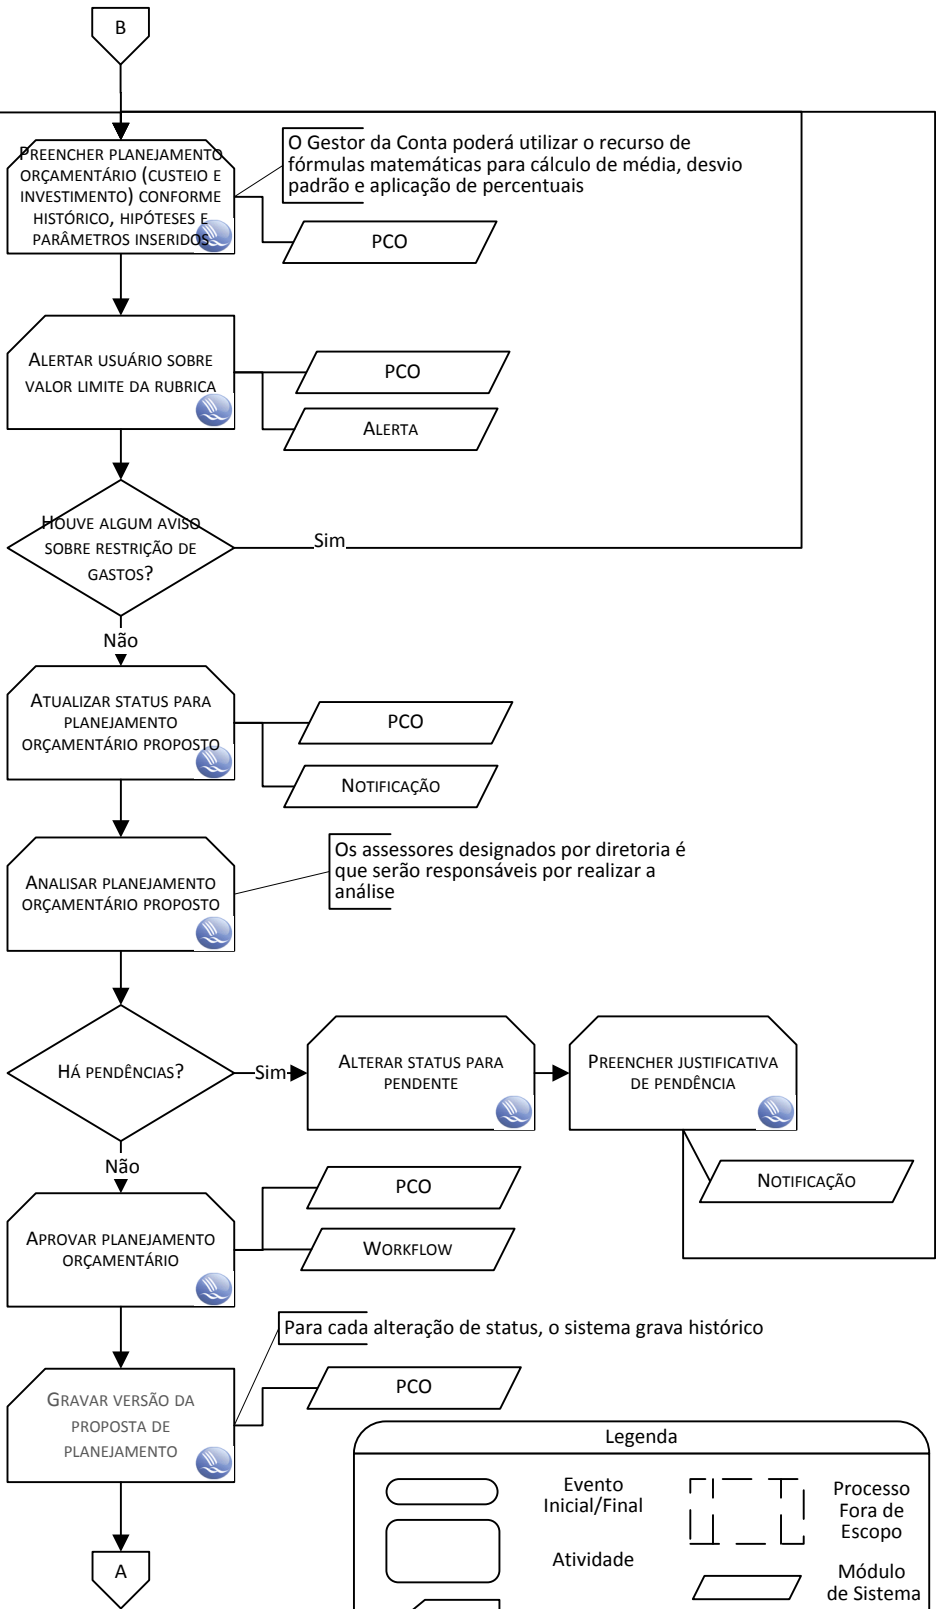 B
PREENCHER PLANEJAMENTO
ORÇAMENTÁRIO (CUSTEIO E
INVESTIMENTO) CONFORME
HISTÓRICO, HIPÓTESES E
PARÂMETROS INSERIDOS
O Gestor da Conta poderá utilizar o recurso de
fórmulas matemáticas para cálculo de média, desvio
padrão e aplicação de percentuais
PCO
ALERTAR USUÁRIO SOBRE
VALOR LIMITE DA RUBRICA
PCO
ALERTA
HOUVE ALGUM AVISO
SOBRE RESTRIÇÃO DE
GASTOS?
Sim
Não
ATUALIZAR STATUS PARA
PLANEJAMENTO
ORÇAMENTÁRIO PROPOSTO
PCO
NOTIFICAÇÃO
ANALISAR PLANEJAMENTO
ORÇAMENTÁRIO PROPOSTO
Os assessores designados por diretoria é
que serão responsáveis por realizar a
análise
HÁ PENDÊNCIAS?
Sim
ALTERAR STATUS PARA
PENDENTE
PREENCHER JUSTIFICATIVA
DE PENDÊNCIA
NOTIFICAÇÃO
Não
APROVAR PLANEJAMENTO
ORÇAMENTÁRIO
PCO
WORKFLOW
Para cada alteração de status, o sistema grava histórico
GRAVAR VERSÃO DA
PROPOSTA DE
PLANEJAMENTO
PCO
A
Legenda
Evento
Inicial/Final
Processo
Fora de
Escopo
Atividade
Módulo
de Sistema